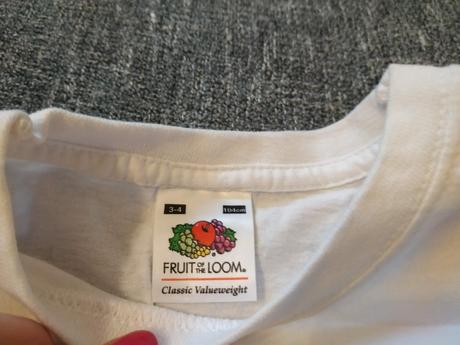 3-4 104cm
FRUIT OF THE LOOM®
Classic Valueweight